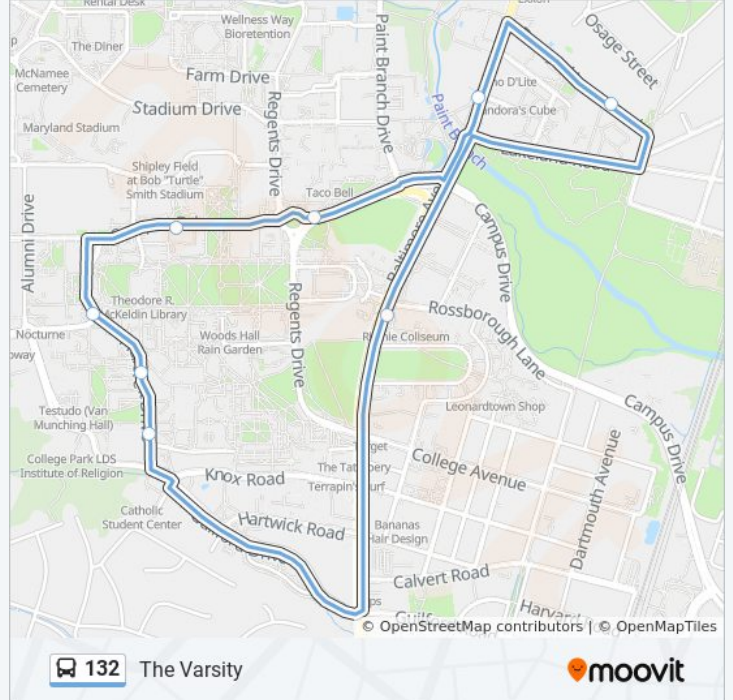 Rental Desk
Exxon
Wellness Way
Bioretention
Osage Street
The Diner
Paint Branch Drive
McNamee
Cemetery
Farm Drive
no D'Lite
Stadium Drive
Regents Drive
Pandora's Cube
Maryland Stadium
Paint Branch
Shipley Field
at Bob "Turtle"
Smith Stadium
Taco Bell
Alumni Drive
Baltimore Ave
Campus Drive
Theodore R.
McKeldin Library
Regents Drive
Rossborough Lane
Nocturne
Woods Hall
Rain Garden
Ritchie Coliseum
oway
Testudo (Van
Munching Hall)
Leonardtown Shop
Campus Drive
Target
College Park LDS
Institute of Religion
The Tattery
College Avenue
Knox Road
Terrapin's Turf
Dartmouth Avenue
Catholic
Student Center
Hartwick Road
Bananas
Hair Design
Calvert Road
© OpenStreetMap contributors | © OpenMapTiles
132 The Varsity
moovit